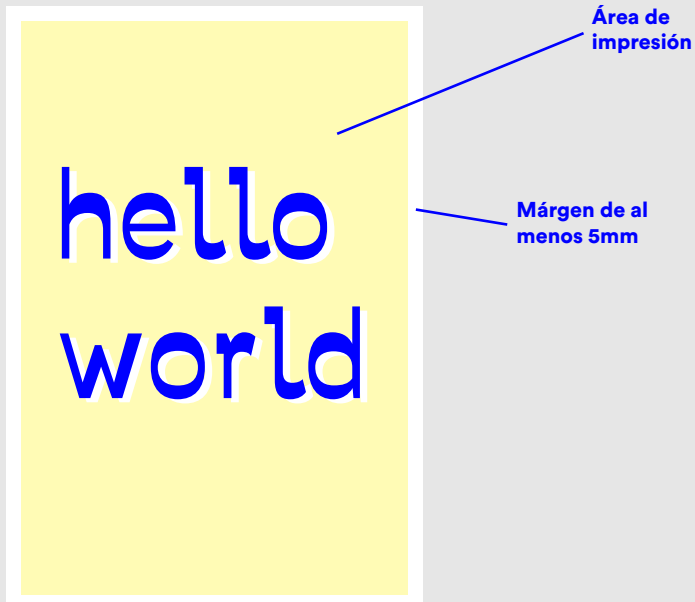 Área de
impresión
hello
world
Márgen de al
menos 5mm